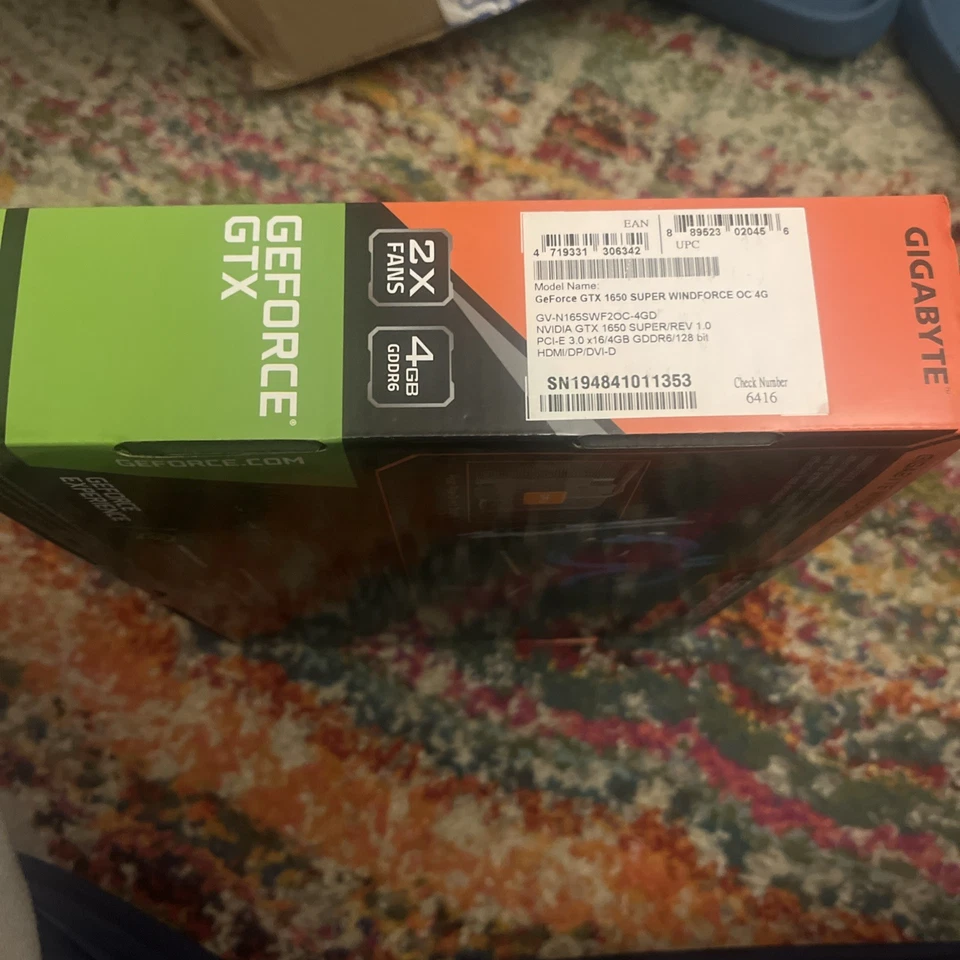 GEFORCE®
GTX
2X
FANS
4GB
GDDR6
EAN
4 719331 306342
8 89523 02045 6
UPC
Model Name:
GeForce GTX 1650 SUPER WINDFORCE OC 4G
GV-N165SWF2OC-4GD
NVIDIA GTX 1650 SUPER/REV 1.0
PCI-E 3.0 x16/4GB GDDR6/128 bit
HDMI/DP/DVI-D
SN194841011353
Check Number
6416
GIGABYTE™
GEFORCE.COM
GEFORCE
EXPERIENCE